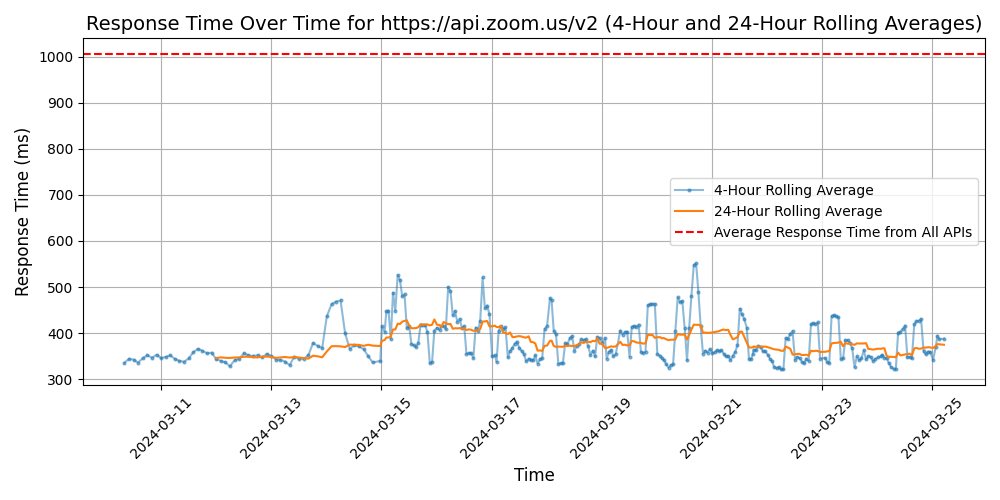 Response Time Over Time for https://api.zoom.us/v2 (4-Hour and 24-Hour Rolling Averages)
Response Time (ms)
1000
900
800
700
600
500
400
300
4-Hour Rolling Average
24-Hour Rolling Average
Average Response Time from All APIs
2024-03-11
2024-03-13
2024-03-15
2024-03-17
2024-03-19
2024-03-21
2024-03-23
2024-03-25
Time